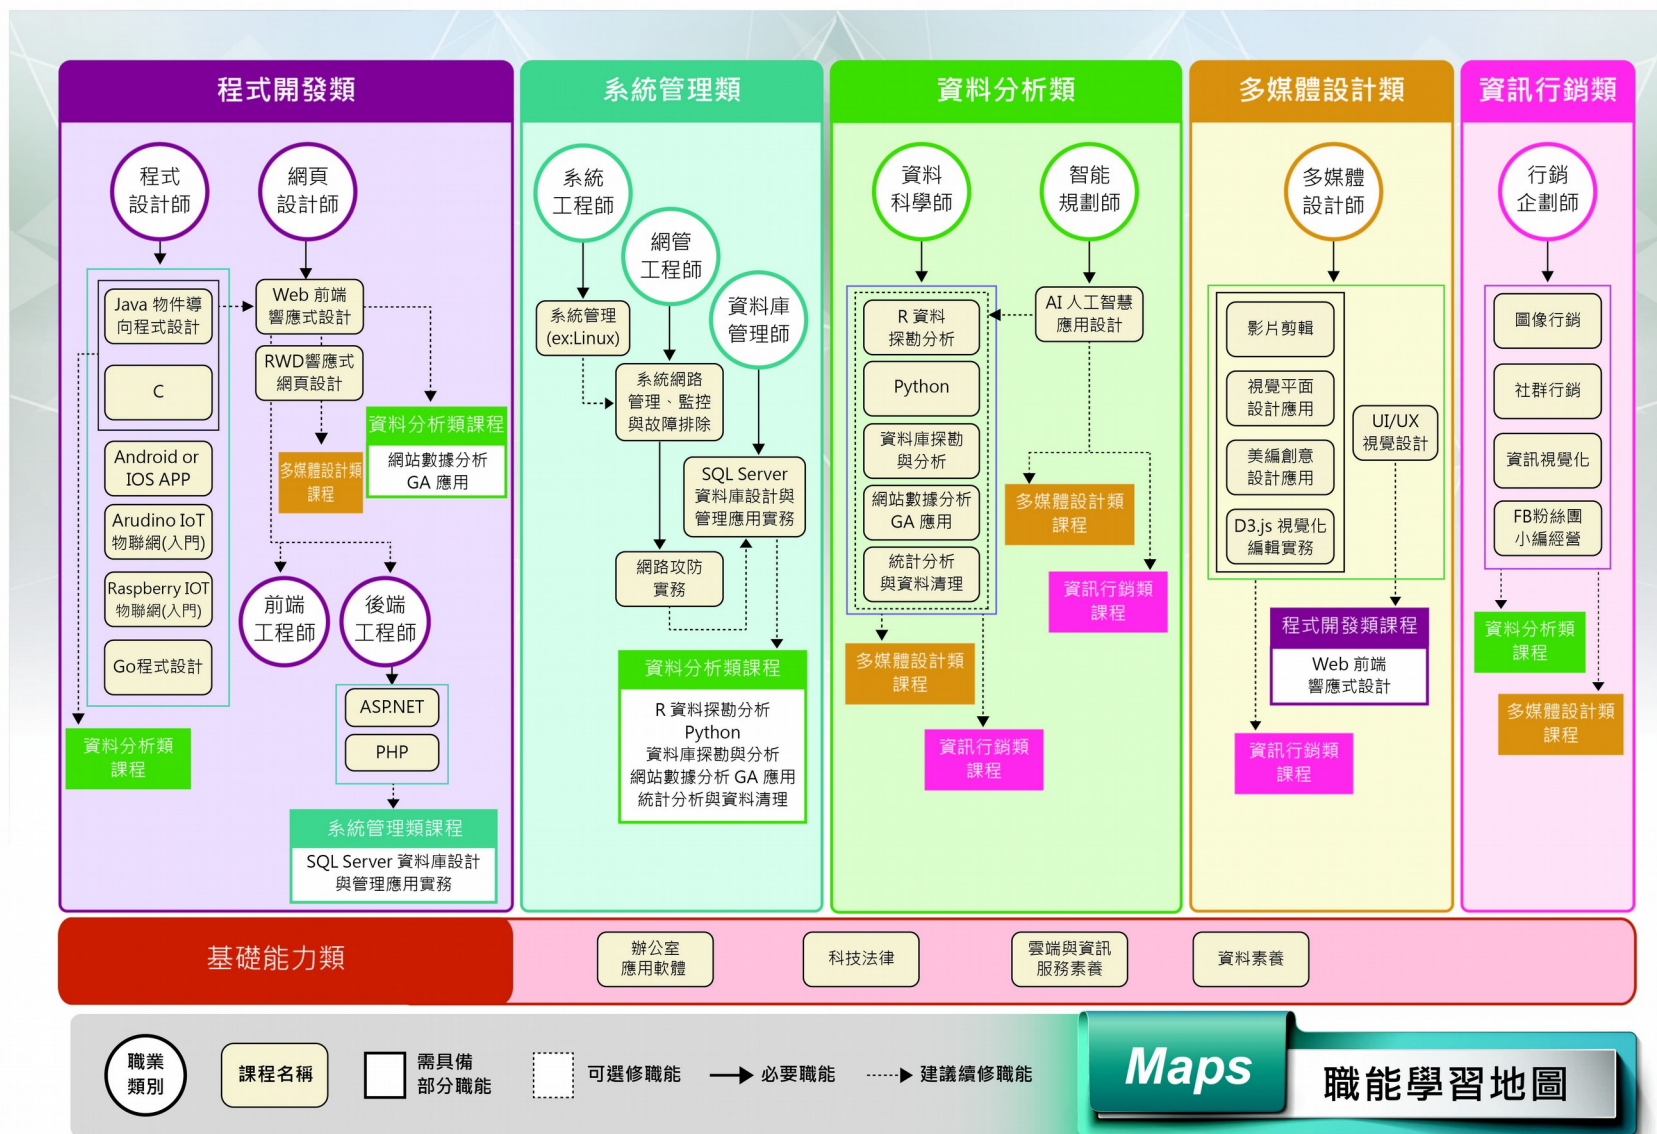 程式開發類
程式
設計師
網頁
設計師
Java 物件導
向程式設計
C
Android or
IOS APP
Arudino IoT
物聯網(入門)
Raspberry IOT
物聯網(入門)
Go程式設計
資料分析類
課程
Web 前端
響應式設計
RWD響應式
網頁設計
多媒體設計類
課程
資料分析類課程
網站數據分析
GA 應用
前端
工程師
後端
工程師
ASP.NET
PHP
系統管理類課程
SQL Server 資料庫設計
與管理應用實務
系統管理類
系統
工程師
網管
工程師
資料庫
管理師
系統管理
(ex:Linux)
系統網路
管理、監控
與故障排除
SQL Server
資料庫設計與
管理應用實務
網路攻防
實務
資料分析類課程
R 資料探勘分析
Python
資料庫探勘與分析
網站數據分析 GA 應用
統計分析與資料清理
資料分析類
資料
科學師
智能
規劃師
R 資料
探勘分析
Python
資料庫探勘
與分析
網站數據分析
GA 應用
統計分析
與資料清理
AI 人工智慧
應用設計
多媒體設計類
課程
資訊行銷類
課程
多媒體設計類
課程
資訊行銷類
課程
多媒體設計類
多媒體
設計師
影片剪輯
視覺平面
設計應用
美編創意
設計應用
D3.js 視覺化
編輯實務
UI/UX
視覺設計
程式開發類課程
Web 前端
響應式設計
資訊行銷類
課程
資訊行銷類
行銷
企劃師
圖像行銷
社群行銷
資訊視覺化
FB粉絲團
小編經營
資料分析類
課程
多媒體設計類
課程
基礎能力類
辦公室
應用軟體
科技法律
雲端與資訊
服務素養
資料素養
職業
類別
課程名稱
需具備
部分職能
可選修職能
必要職能
建議續修職能
Maps
職能學習地圖